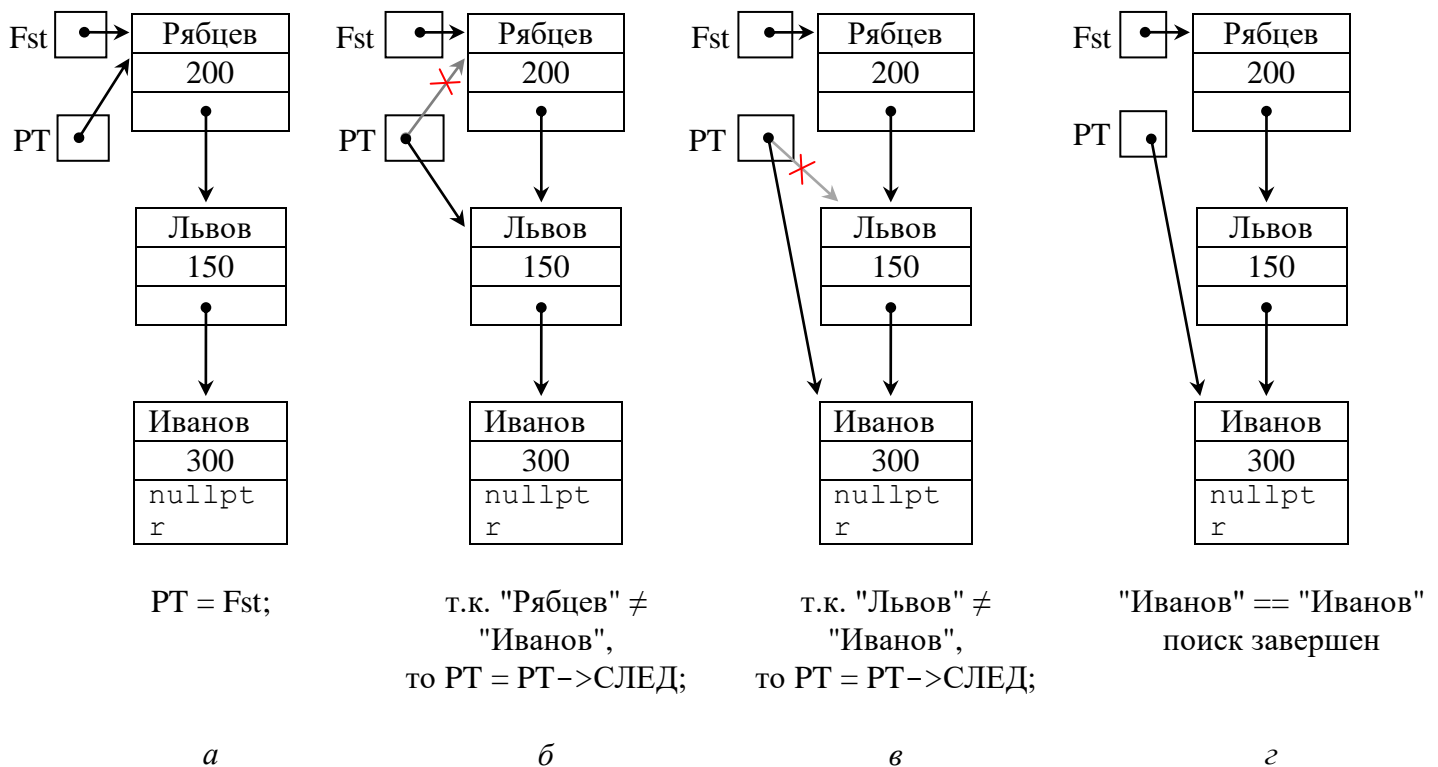 Fst
Рябцев
200
PT
Львов
150
Иванов
300
nullpt
r
PT = Fst;
а
Fst
Рябцев
200
PT
Львов
150
Иванов
300
nullpt
r
т.к. "Рябцев" ≠
"Иванов",
то PT = PT->СЛЕД;
б
Fst
Рябцев
200
PT
Львов
150
Иванов
300
nullpt
r
т.к. "Львов" ≠
"Иванов",
то PT = PT->СЛЕД;
в
Fst
Рябцев
200
PT
Львов
150
Иванов
300
nullpt
r
"Иванов" == "Иванов"
поиск завершен
г